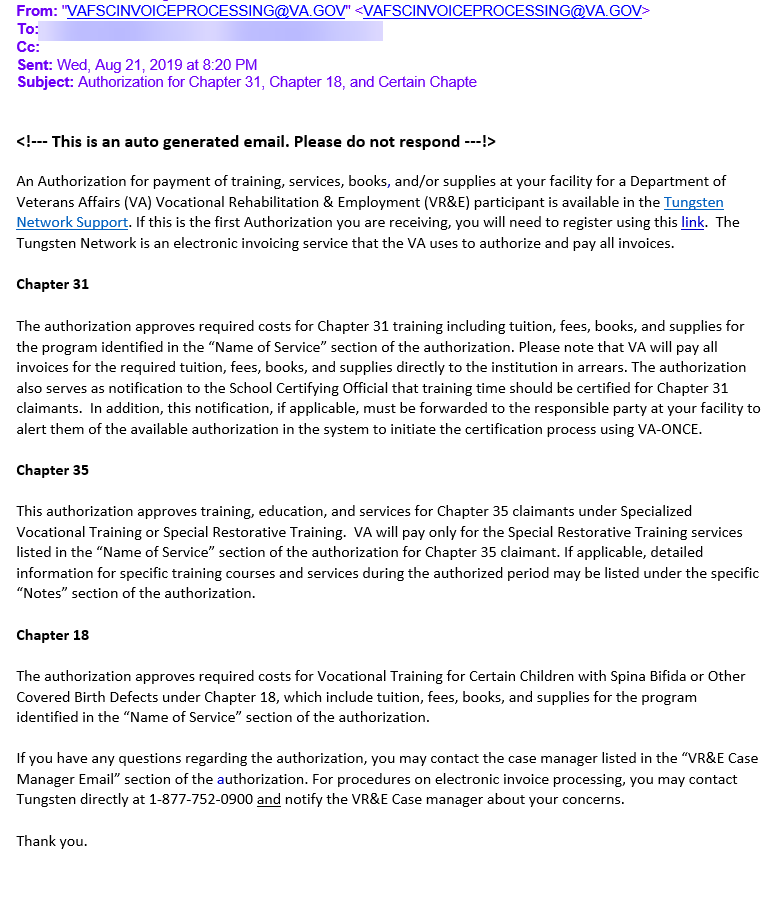 From: "VAFSCINVOICEPROCESSING@VA.GOV" <VAFSCINVOICEPROCESSING@VA.GOV>
To:
Cc:
Sent: Wed, Aug 21, 2019 at 8:20 PM
Subject: Authorization for Chapter 31, Chapter 18, and Certain Chapte
<!--- This is an auto generated email. Please do not respond ---!>
An Authorization for payment of training, services, books, and/or supplies at your facility for a Department of
Veterans Affairs (VA) Vocational Rehabilitation & Employment (VR&E) participant is available in the Tungsten
Network Support. If this is the first Authorization you are receiving, you will need to register using this link.  The
Tungsten Network is an electronic invoicing service that the VA uses to authorize and pay all invoices.
Chapter 31
The authorization approves required costs for Chapter 31 training including tuition, fees, books, and supplies for
the program identified in the “Name of Service” section of the authorization. Please note that VA will pay all
invoices for the required tuition, fees, books, and supplies directly to the institution in arrears. The authorization
also serves as notification to the School Certifying Official that training time should be certified for Chapter 31
claimants.  In addition, this notification, if applicable, must be forwarded to the responsible party at your facility to
alert them of the available authorization in the system to initiate the certification process using VA-ONCE.
Chapter 35
This authorization approves training, education, and services for Chapter 35 claimants under Specialized
Vocational Training or Special Restorative Training.  VA will pay only for the Special Restorative Training services
listed in the “Name of Service” section of the authorization for Chapter 35 claimant. If applicable, detailed
information for specific training courses and services during the authorized period may be listed under the specific
“Notes” section of the authorization.
Chapter 18
The authorization approves required costs for Vocational Training for Certain Children with Spina Bifida or Other
Covered Birth Defects under Chapter 18, which include tuition, fees, books, and supplies for the program
identified in the “Name of Service” section of the authorization.
If you have any questions regarding the authorization, you may contact the case manager listed in the “VR&E Case
Manager Email” section of the authorization. For procedures on electronic invoice processing, you may contact
Tungsten directly at 1-877-752-0900 and notify the VR&E Case manager about your concerns.
Thank you.